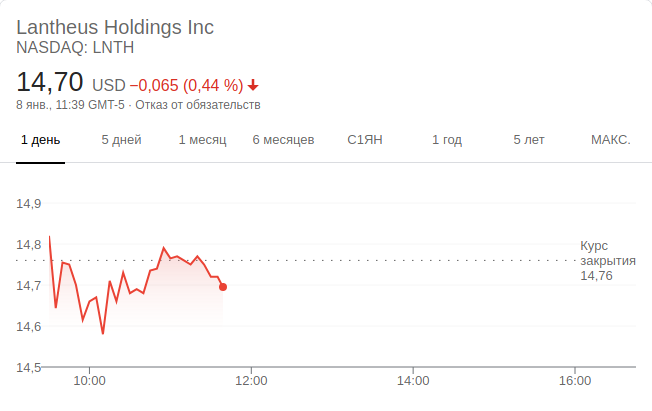 Lantheus Holdings Inc
NASDAQ: LNTH
14,70 USD −0,065 (0,44 %)
8 янв., 11:39 GMT-5 · Отказ от обязательств
1 день 5 дней 1 месяц 6 месяцев С1ЯН 1 год 5 лет МАКС.
14,9
14,8
14,7
14,6
14,5
Курс
закрытия
14,76
10:00 12:00 14:00 16:00